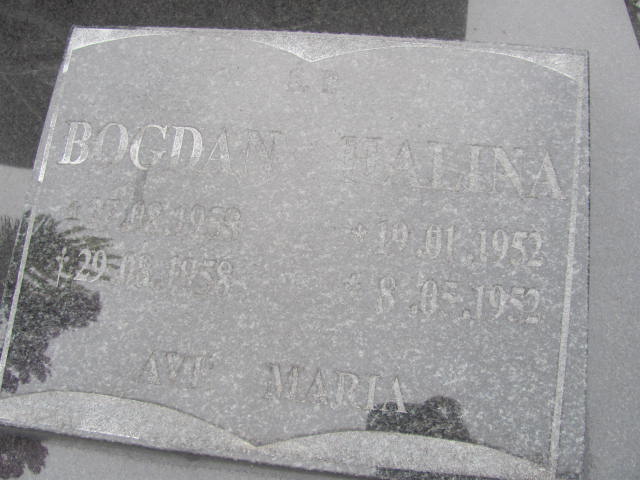 Ś P
BOGDAN HALINA
* 19.01.1952
† 29.08.1958 * 8.05.1952
AVE MARIA